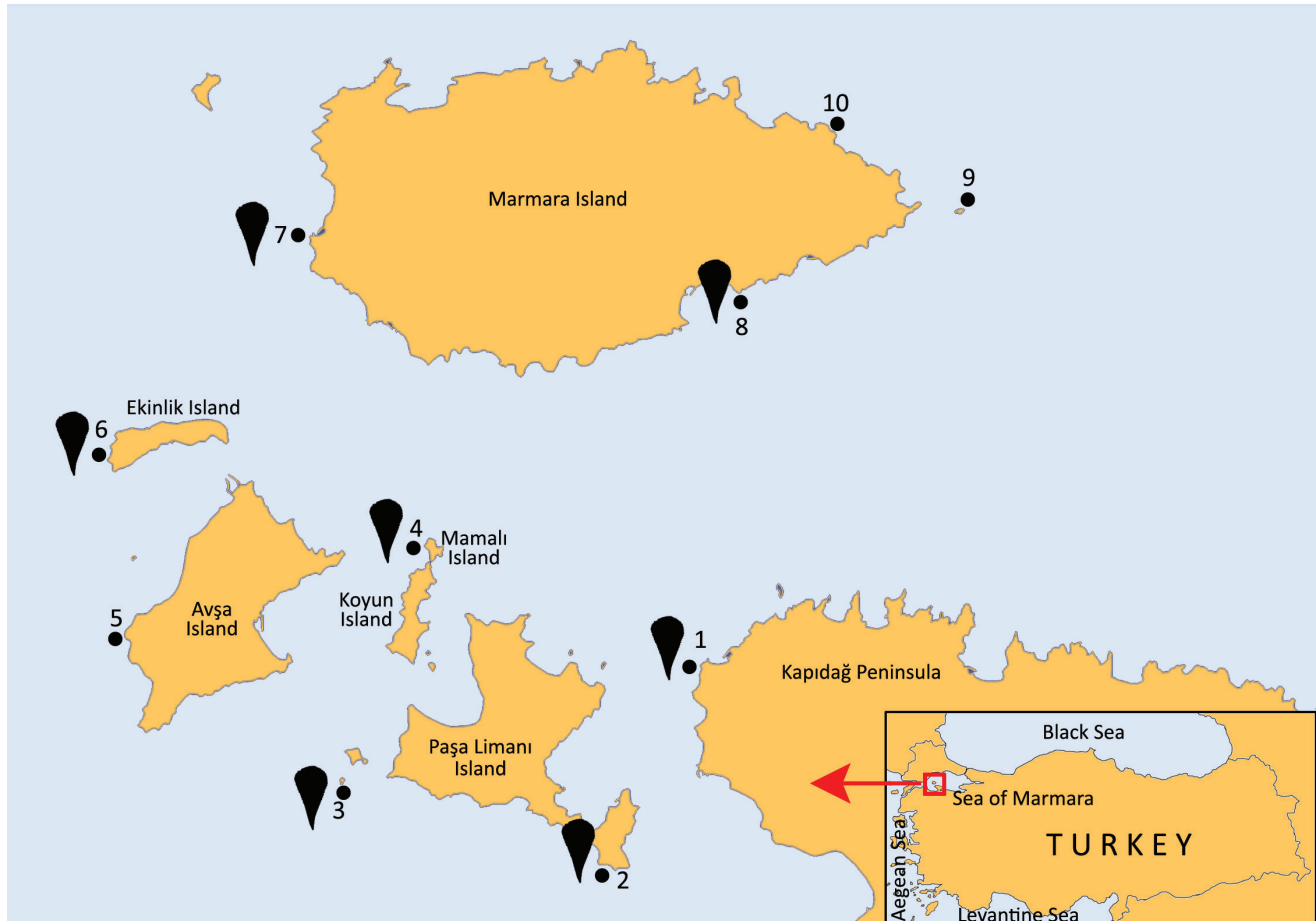 10
Marmara Island
9
7
8
Ekinlik Island
6
4
Mamalı
Island
Koyun
Island
Avşa
Island
5
1
Kapıdağ Peninsula
Paşa Limanı
Island
3
2
Black Sea
Sea of Marmara
TURKEY
Aegean Sea
Levantine Sea